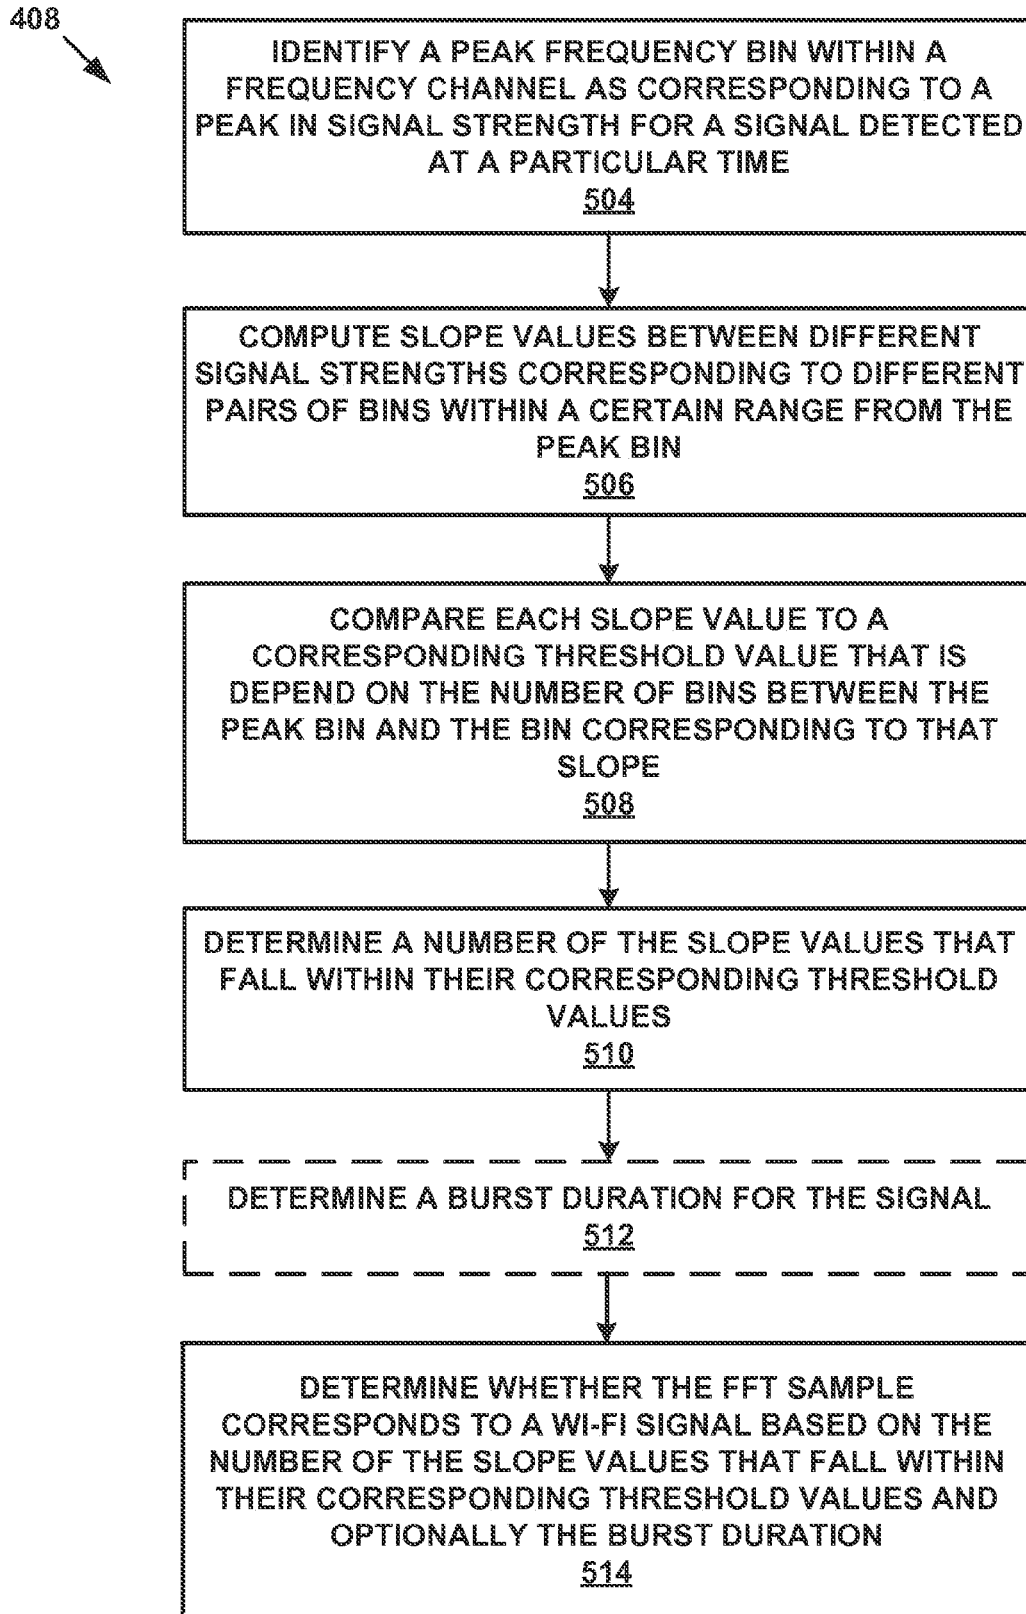 408
IDENTIFY A PEAK FREQUENCY BIN WITHIN A
FREQUENCY CHANNEL AS CORRESPONDING TO A
PEAK IN SIGNAL STRENGTH FOR A SIGNAL DETECTED
AT A PARTICULAR TIME
504
COMPUTE SLOPE VALUES BETWEEN DIFFERENT
SIGNAL STRENGTHS CORRESPONDING TO DIFFERENT
PAIRS OF BINS WITHIN A CERTAIN RANGE FROM THE
PEAK BIN
506
COMPARE EACH SLOPE VALUE TO A
CORRESPONDING THRESHOLD VALUE THAT IS
DEPEND ON THE NUMBER OF BINS BETWEEN THE
PEAK BIN AND THE BIN CORRESPONDING TO THAT
SLOPE
508
DETERMINE A NUMBER OF THE SLOPE VALUES THAT
FALL WITHIN THEIR CORRESPONDING THRESHOLD
VALUES
510
DETERMINE A BURST DURATION FOR THE SIGNAL
512
DETERMINE WHETHER THE FFT SAMPLE
CORRESPONDS TO A WI-FI SIGNAL BASED ON THE
NUMBER OF THE SLOPE VALUES THAT FALL WITHIN
THEIR CORRESPONDING THRESHOLD VALUES AND
OPTIONALLY THE BURST DURATION
514